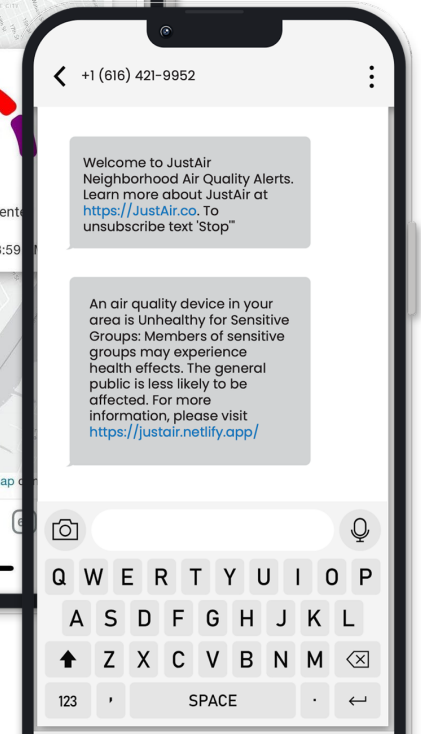 +1 (616) 421-9952
Welcome to JustAir
Neighborhood Air Quality Alerts.
Learn more about JustAir at
https://JustAir.co. To
unsubscribe text 'Stop'"
An air quality device in your
area is Unhealthy for Sensitive
Groups: Members of sensitive
groups may experience
health effects. The general
public is less likely to be
affected. For more
information, please visit
https://justair.netlify.app/
:59
ap
Q W E R T Y U I O P
A S D F G H J K L
Z X C V B N M
123 , SPACE .